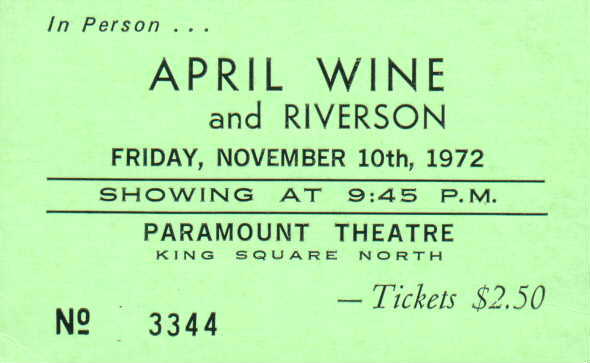 In Person ...
APRIL WINE
and RIVERSON
FRIDAY, NOVEMBER 10th, 1972
SHOWING AT 9:45 P.M.
PARAMOUNT THEATRE
KING SQUARE NORTH
— Tickets $2.50
Nº 3344